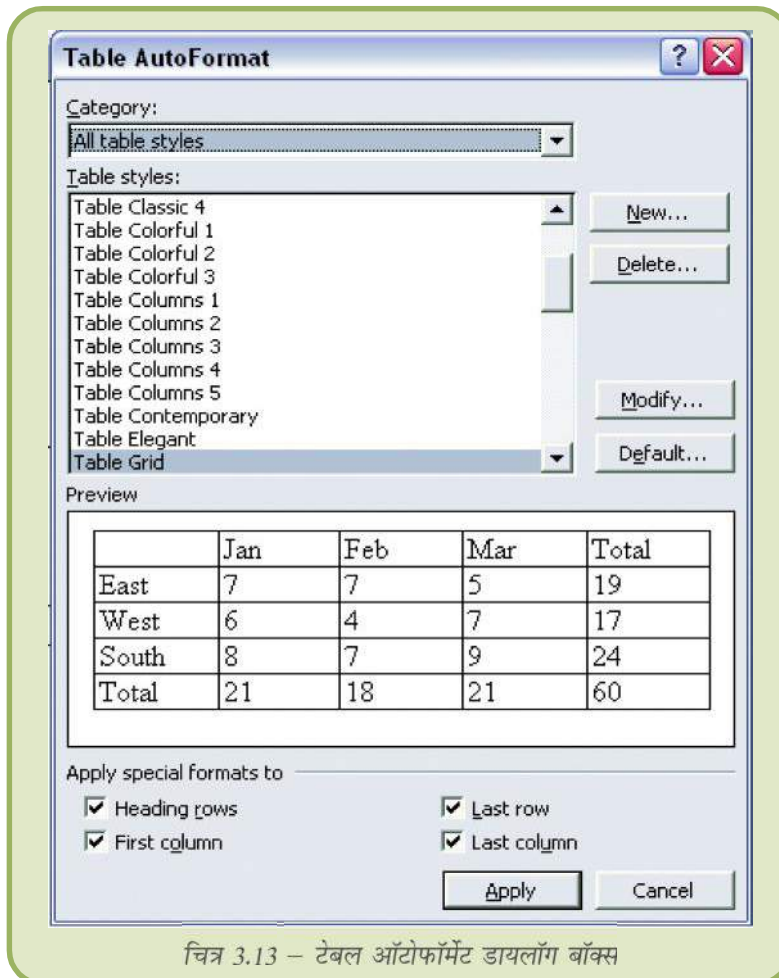 Table AutoFormat
?
Category:
All table styles
Table styles:
Table Classic 4
Table Colorful 1
Table Colorful 2
Table Colorful 3
Table Columns 1
Table Columns 2
Table Columns 3
Table Columns 4
Table Columns 5
Table Contemporary
Table Elegant
Table Grid
New...
Delete...
Modify...
Default...
Preview
Jan Feb Mar Total
East 7 7 5 19
West 6 4 7 17
South 8 7 9 24
Total 21 18 21 60
Apply special formats to
Heading rows Last row
First column Last column
Apply Cancel
चित्र 3.13 – टेबल ऑटोफॉर्मेट डायलॉग बॉक्स